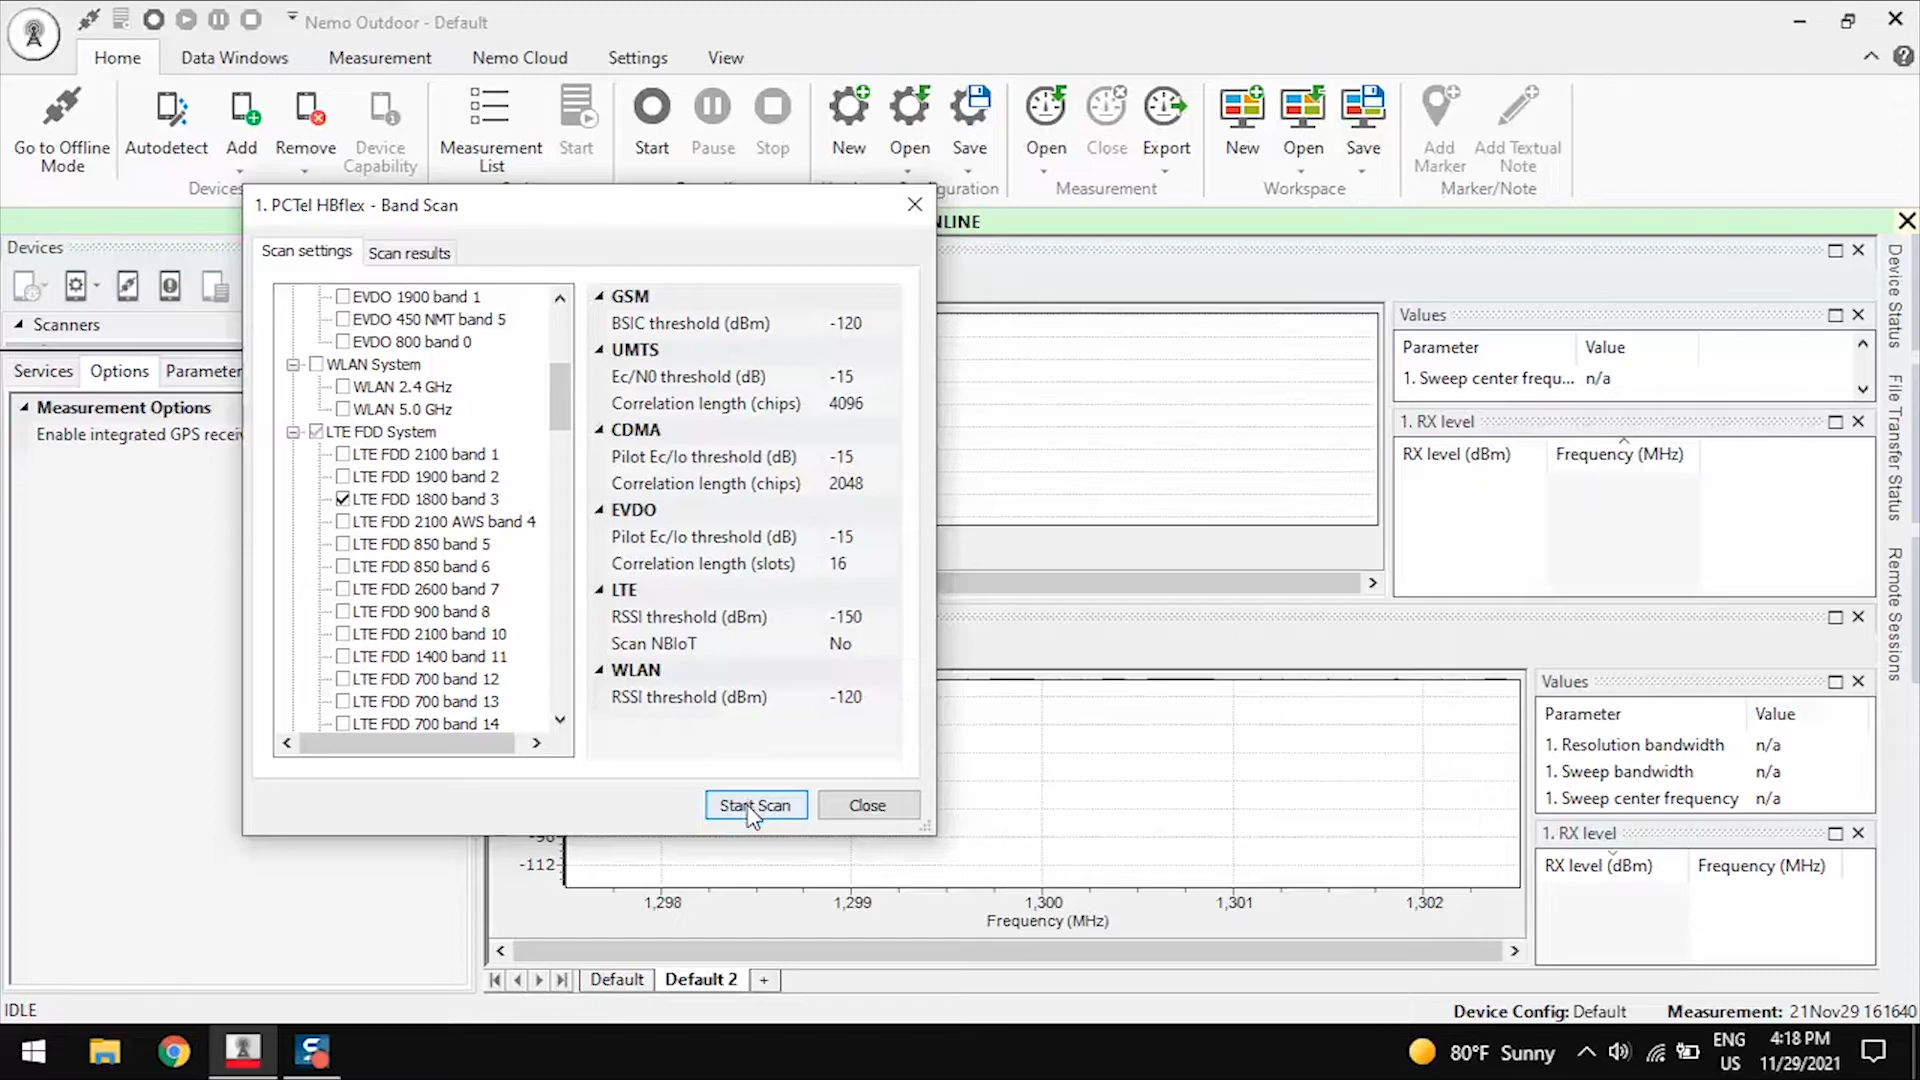 Nemo Outdoor - Default
Home
Data Windows
Measurement
Nemo Cloud
Settings
View
Go to Offline
Mode
Autodetect
Add
Remove
Device
Capability
Measurement
List
Start
Start
Pause
Stop
New
Open
Save
Open
Close
Export
New
Open
Save
Add
Marker
Add Textual
Note
Measurement
Workspace
Marker/Note
1. PCTel HBflex - Band Scan
Scan settings
Scan results
EVDO 1900 band 1
EVDO 450 NMT band 5
EVDO 800 band 0
WLAN System
WLAN 2.4 GHz
WLAN 5.0 GHz
LTE FDD System
LTE FDD 2100 band 1
LTE FDD 1900 band 2
LTE FDD 1800 band 3
LTE FDD 2100 AWS band 4
LTE FDD 850 band 5
LTE FDD 850 band 6
LTE FDD 2600 band 7
LTE FDD 900 band 8
LTE FDD 2100 band 10
LTE FDD 1400 band 11
LTE FDD 700 band 12
LTE FDD 700 band 13
LTE FDD 700 band 14
GSM
BSIC threshold (dBm) -120
UMTS
Ec/N0 threshold (dB) -15
Correlation length (chips) 4096
CDMA
Pilot Ec/Io threshold (dB) -15
Correlation length (chips) 2048
EVDO
Pilot Ec/Io threshold (dB) -15
Correlation length (slots) 16
LTE
RSSI threshold (dBm) -150
Scan NBIoT No
WLAN
RSSI threshold (dBm) -120
Start Scan
Close
Devices
Scanners
Services
Options
Measurement Options
Values
Parameter Value
1. Sweep center frequ... n/a
1. RX level
RX level (dBm) Frequency (MHz)
Values
Parameter Value
1. Resolution bandwidth n/a
1. Sweep bandwidth n/a
1. Sweep center frequency n/a
1. RX level
RX level (dBm) Frequency (MHz)
Device Status
File Transfer Status
Remote Sessions
-112
1,298 1,299 1,300 1,301 1,302
Frequency (MHz)
Default
Default 2
+
IDLE
Device Config: Default
Measurement: 21Nov29 161640
80°F Sunny
ENG
US
4:18 PM
11/29/2021